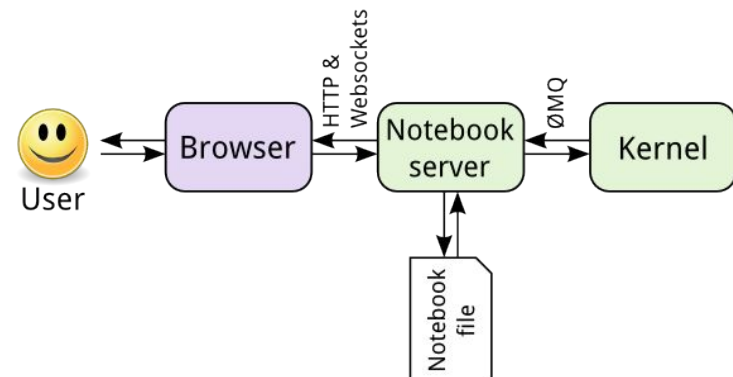 User
Browser
HTTP &
Websockets
Notebook
server
ØMQ
Kernel
Notebook
file